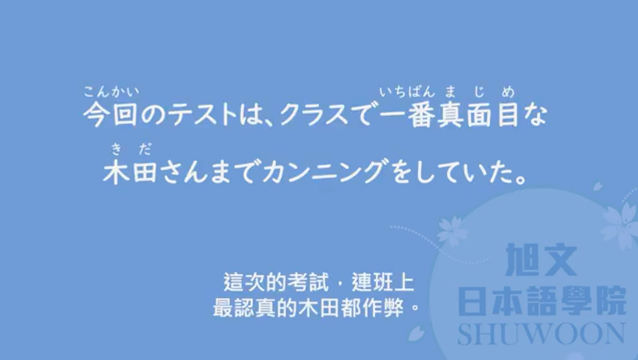 こんかい いちばん まじめ
今回のテストは、クラスで一番真面目な
きだ
木田さんまでカンニングをしていた。
這次的考試，連班上
最認真的木田都作弊。
旭文
日本語學院
SHUWOON